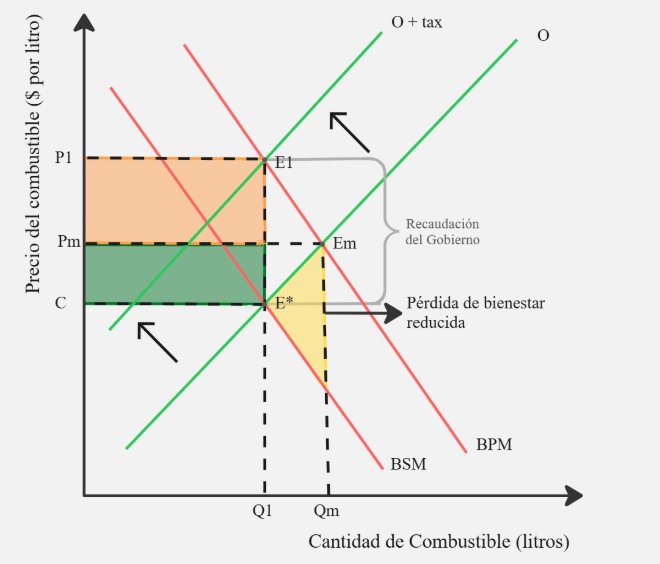 Precio del combustible ($ por litro)
O + tax
O
P1
E1
Recaudación
del Gobierno
Pm
Em
C
E*
Pérdida de bienestar
reducida
BPM
BSM
Q1
Qm
Cantidad de Combustible (litros)